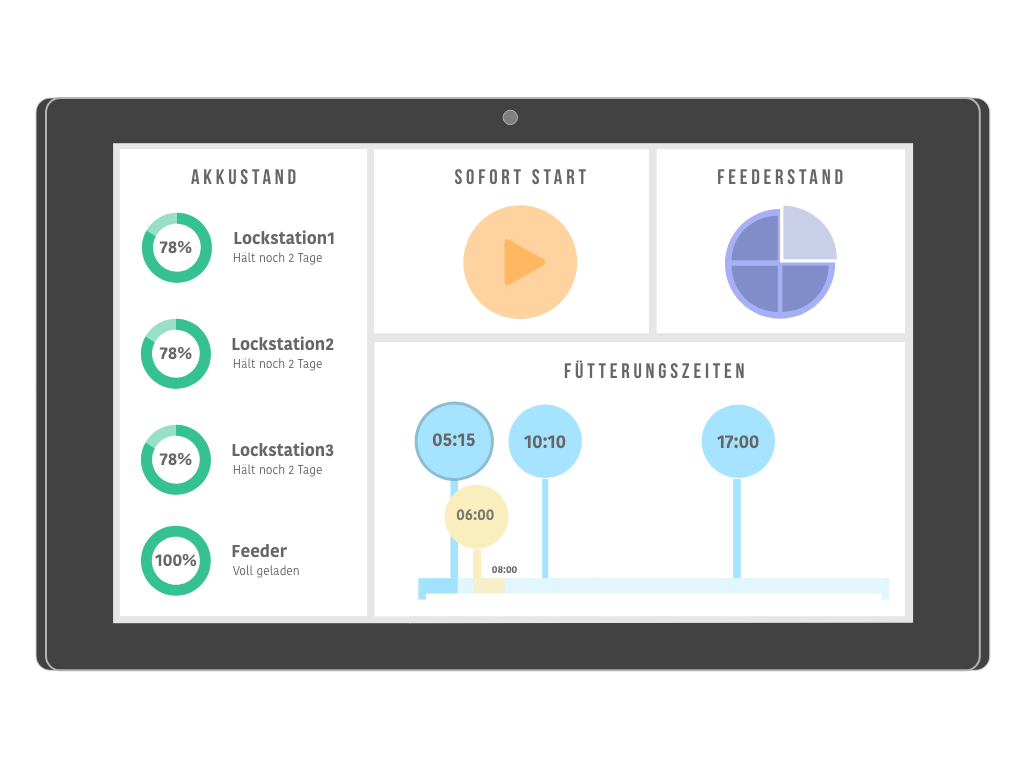 AKKUSTAND
78%
Lockstation1
Hält noch 2 Tage
78%
Lockstation2
Hält noch 2 Tage
78%
Lockstation3
Hält noch 2 Tage
100%
Feeder
Voll geladen
SOFORT START
FEEDERSTAND
FÜTTERUNGSZEITEN
05:15
10:10
17:00
06:00
08:00